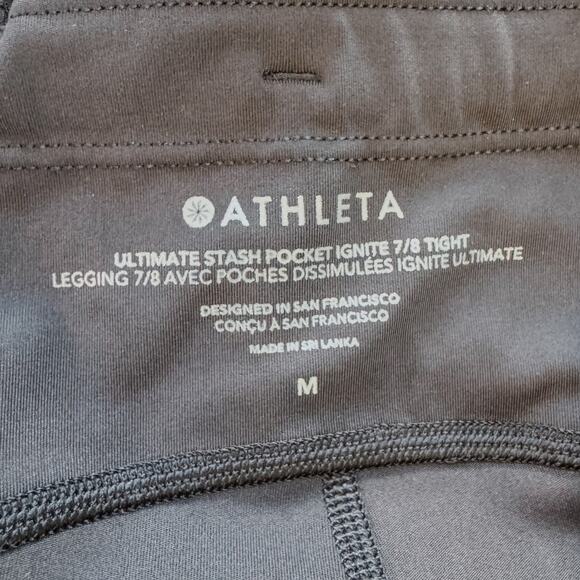 ATHLETA
ULTIMATE STASH POCKET IGNITE 7/8 TIGHT
LEGGING 7/8 AVEC POCHES DISSIMULÉES IGNITE ULTIMATE
DESIGNED IN SAN FRANCISCO
CONÇU À SAN FRANCISCO
MADE IN SRI LANKA
M